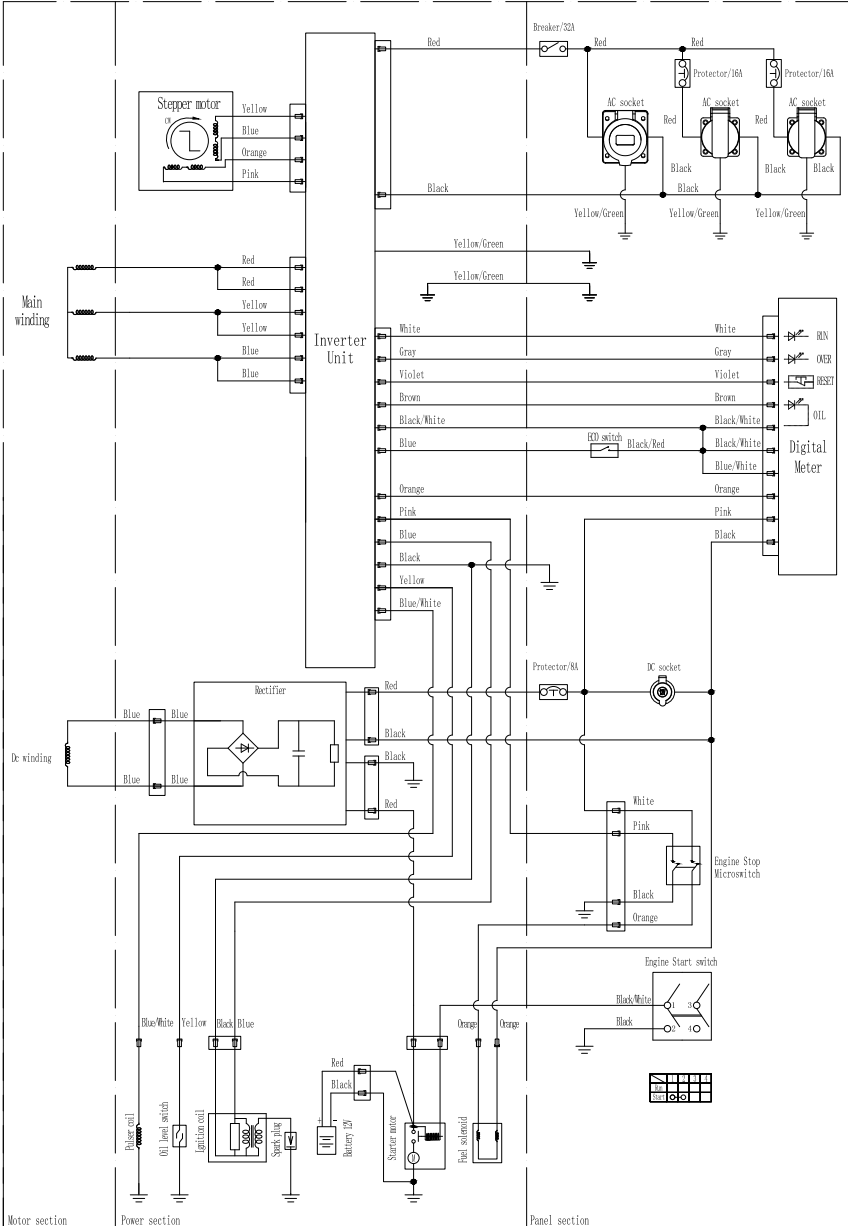 Breaker/32A
Red
Red
Red
Protector/16A
Protector/16A
Stepper motor
CW
Yellow
Blue
Orange
Pink
AC socket
AC socket
AC socket
Red
Red
Black
Black
Black
Black
Black
Yellow/Green
Yellow/Green
Yellow/Green
Yellow/Green
Yellow/Green
Main
winding
Red
Red
Yellow
Yellow
Blue
Blue
Inverter
Unit
White
White
RUN
Gray
Gray
OVER
Violet
Violet
RESET
Brown
Brown
OIL
Black/White
Black/White
Blue
ECO switch
Black/Red
Black/White
Blue/White
Digital
Meter
Orange
Orange
Pink
Pink
Blue
Black
Black
Yellow
Blue/White
Rectifier
Red
Protector/8A
DC socket
Blue
Blue
Black
Black
Dc winding
Blue
Blue
Red
White
Pink
Engine Stop
Microswitch
Black
Orange
Engine Start switch
Black/White
1
3
Black
2
4
Blue/White
Yellow
Black
Blue
Orange
Orange
Red
Black
+
-
Pulser coil
Oil level switch
Ignition coil
Spark plug
Battery 12V
Starter motor
M
Fuel solenoid
1
2
3
4
Start
Motor section
Power section
Panel section